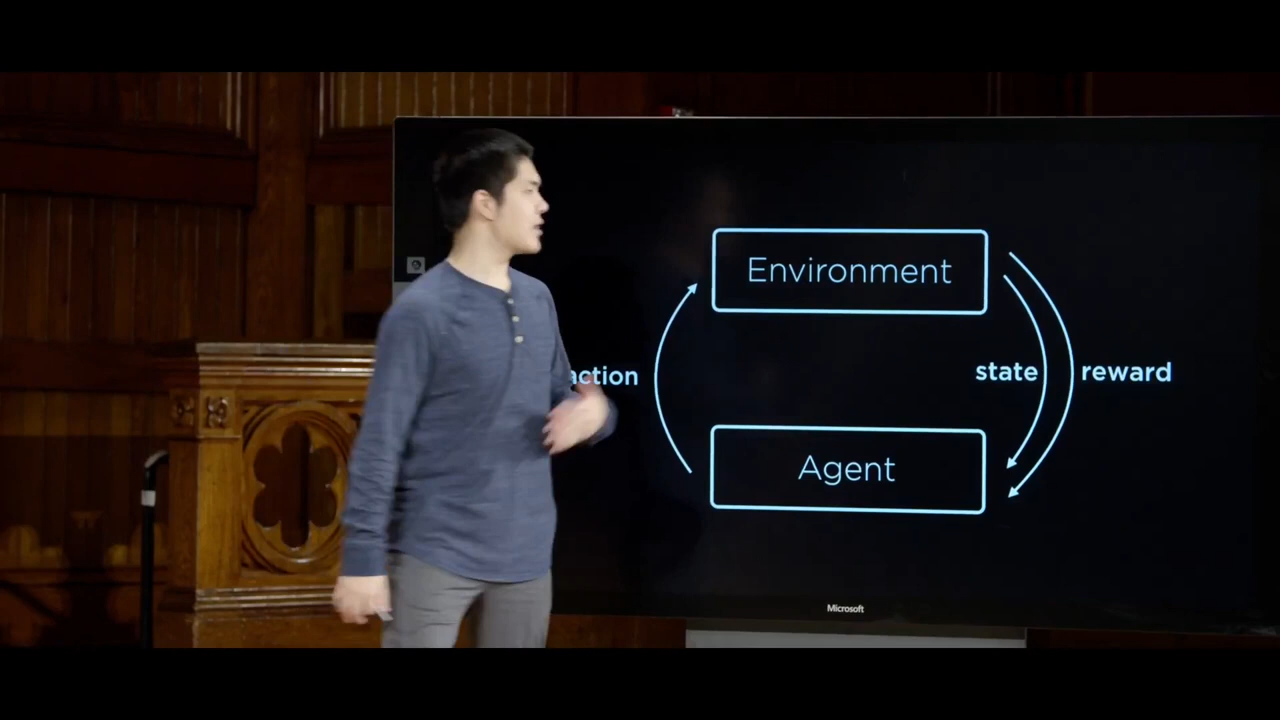 Environment
action
state
reward
Agent
Microsoft